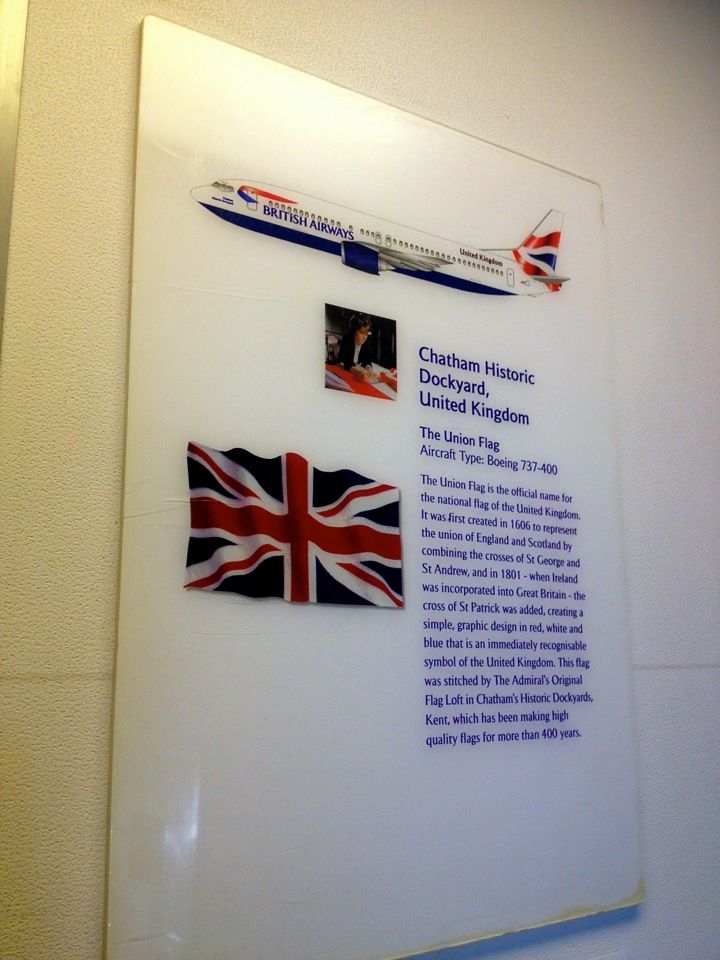 BRITISH AIRWAYS
United Kingdom
Chatham Historic
Dockyard,
United Kingdom
The Union Flag
Aircraft Type: Boeing 737-400
The Union Flag is the official name for
the national flag of the United Kingdom.
It was first created in 1606 to represent
the union of England and Scotland by
combining the crosses of St George and
St Andrew, and in 1801 - when Ireland
was incorporated into Great Britain - the
cross of St Patrick was added, creating a
simple, graphic design in red, white and
blue that is an immediately recognisable
symbol of the United Kingdom. This flag
was stitched by The Admiral's Original
Flag Loft in Chatham's Historic Dockyards,
Kent, which has been making high
quality flags for more than 400 years.